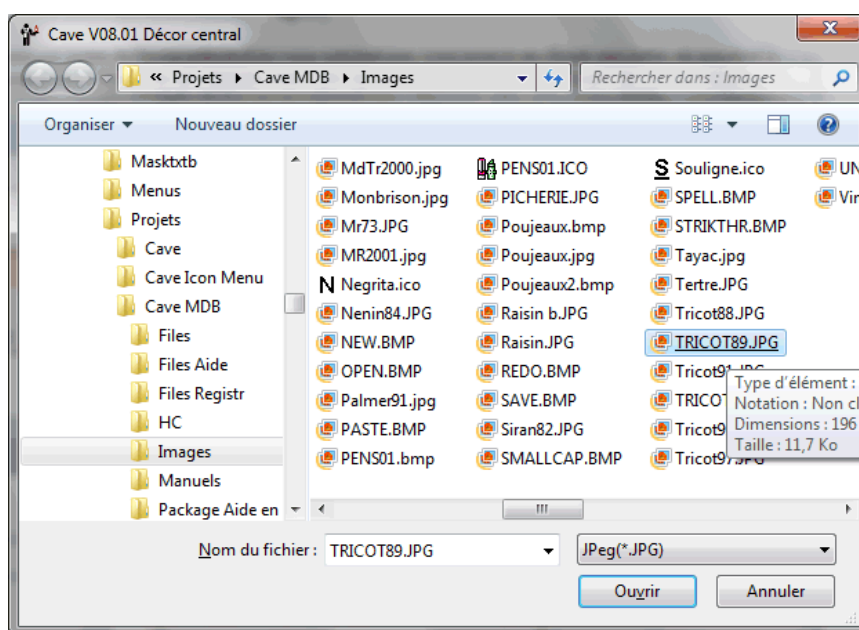 Cave V08.01 Décor central
« Projets Cave MDB Images
Rechercher dans : Images
Organiser Nouveau dossier
Masktxtb
Menus
Projets
Cave
Cave Icon Menu
Cave MDB
Files
Files Aide
Files Registr
HC
Images
Manuels
Package Aide en
MdTr2000.jpg
Monbrison.jpg
Mr73.JPG
MR2001.jpg
Negrita.ico
Nenin84.JPG
NEW.BMP
OPEN.BMP
Palmer91.jpg
PASTE.BMP
PENS01.bmp
PENS01.ICO
PICHERIE.JPG
Poujeaux.bmp
Poujeaux.jpg
Poujeaux2.bmp
Raisin b.JPG
Raisin.JPG
REDO.BMP
SAVE.BMP
Siran82.JPG
SMALLCAP.BMP
Souligne.ico
SPELL.BMP
STRIKTHR.BMP
Tayac.jpg
Tertre.JPG
Tricot88.JPG
TRICOT89.JPG
Type d'élément :
Notation : Non cl
Dimensions : 196
Taille : 11,7 Ko
UN
Vir
Nom du fichier : TRICOT89.JPG
JPeg(*.JPG)
Ouvrir Annuler